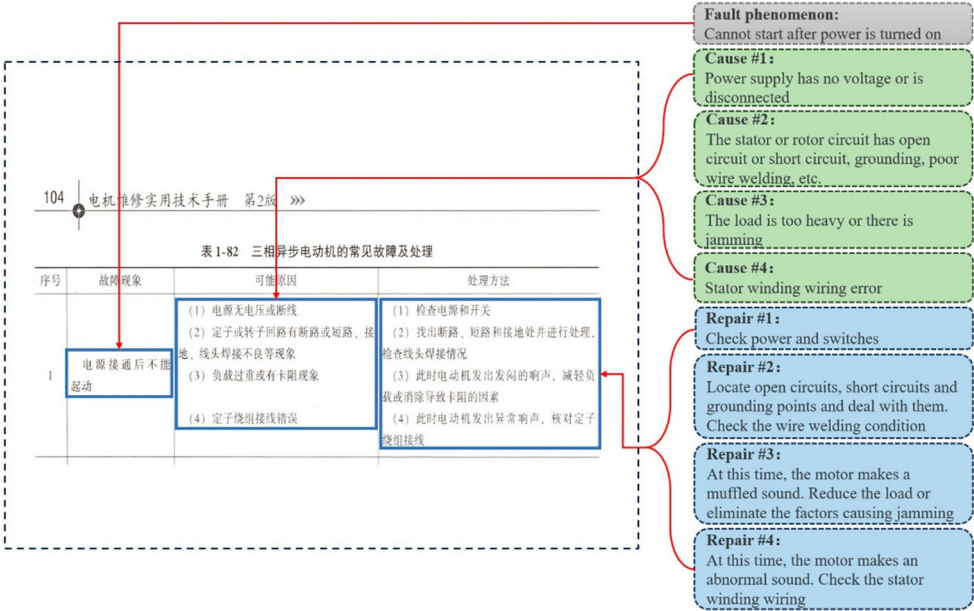 Fault phenomenon:
Cannot start after power is turned on
Cause #1:
Power supply has no voltage or is
disconnected
Cause #2:
The stator or rotor circuit has open
circuit or short circuit, grounding, poor
wire welding, etc.
Cause #3:
The load is too heavy or there is
jamming
Cause #4:
Stator winding wiring error
Repair #1:
Check power and switches
Repair #2:
Locate open circuits, short circuits and
grounding points and deal with them.
Check the wire welding condition
Repair #3:
At this time, the motor makes a
muffled sound. Reduce the load or
eliminate the factors causing jamming
Repair #4:
At this time, the motor makes an
abnormal sound. Check the stator
winding wiring
104 电机维修实用技术手册 第2版 »»
表 1-82 三相异步电动机的常见故障及处理
序号 故障现象 可能原因 处理方法
1
电源接通后不能
起动
(1) 电源无电压或断线
(2) 定子或转子回路有断路或短路、接
地、线头焊接不良等现象
(3) 负载过重或有卡阻现象
(4) 定子绕组接线错误
(1) 检查电源和开关
(2) 找出断路、短路和接地处并进行处理,
检查线头焊接情况
(3) 此时电动机发出发闷的响声，减轻负
载或消除导致卡阻的因素
(4) 此时电动机发出异常响声，核对定子
绕组接线